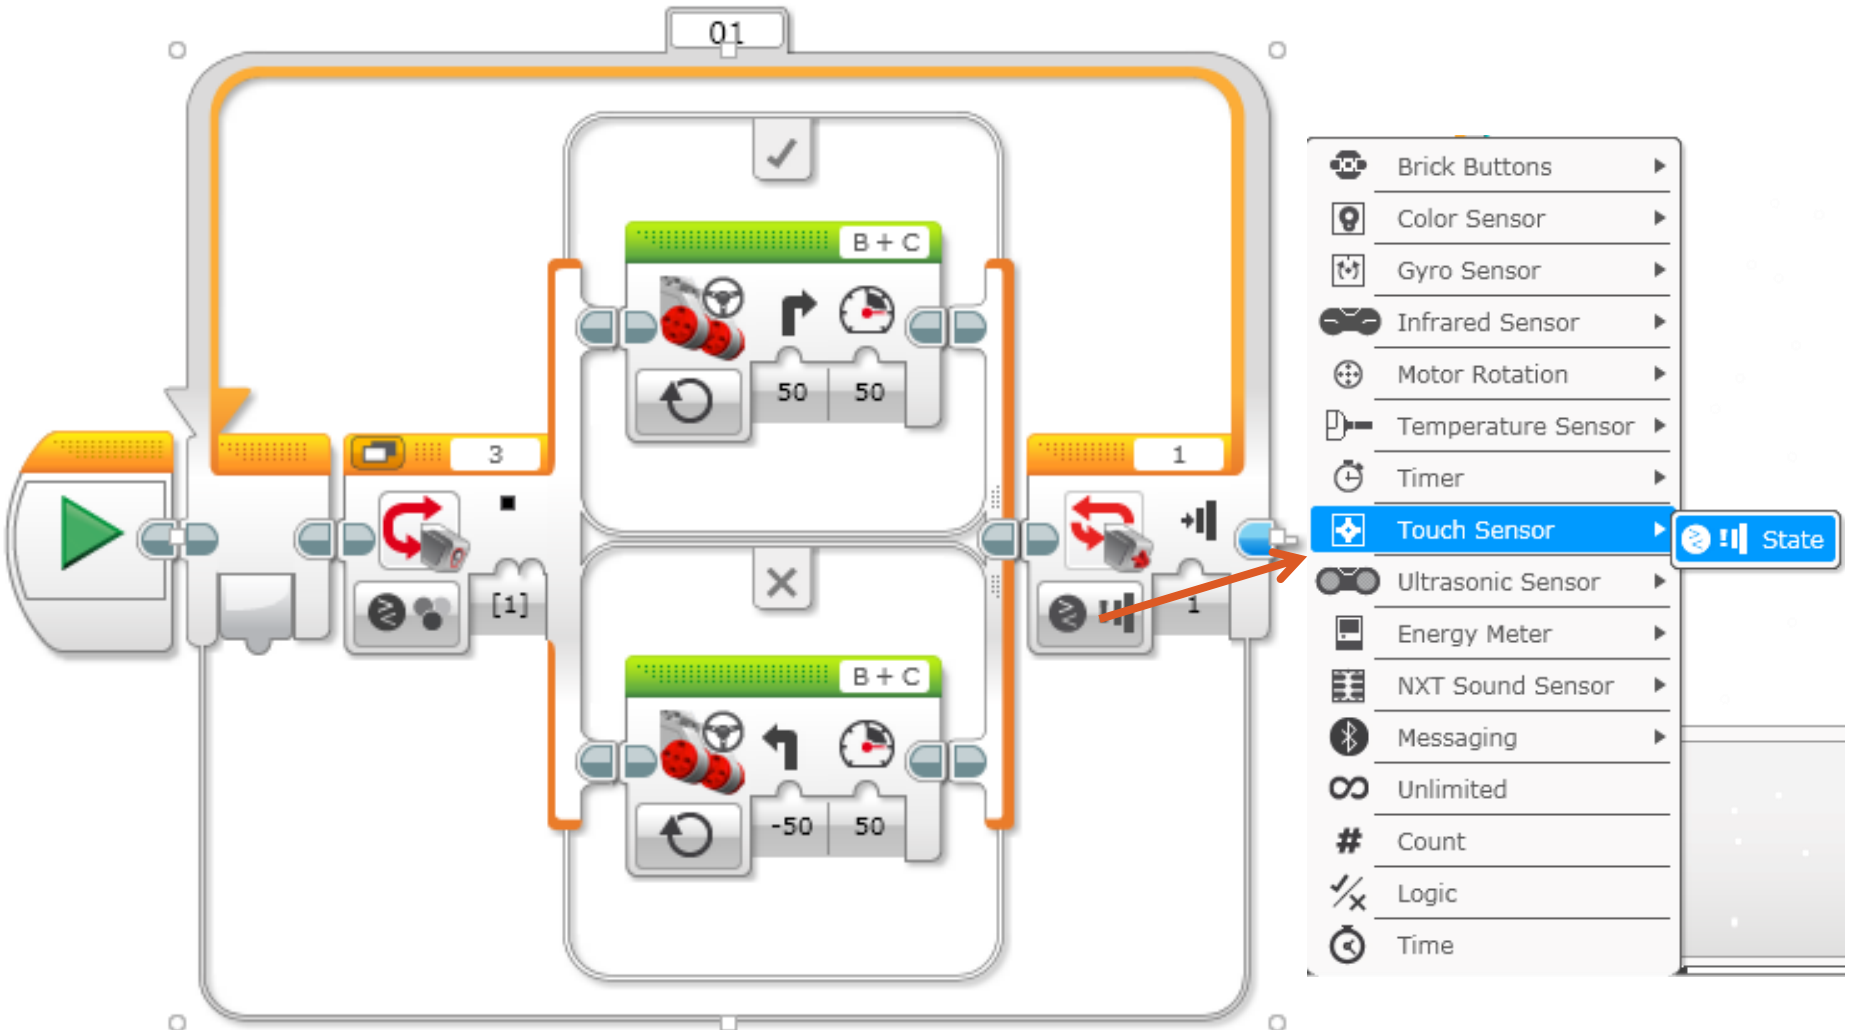 01
B + C
50 50
3
[1]
1
1
B + C
-50 50
Brick Buttons
Color Sensor
Gyro Sensor
Infrared Sensor
Motor Rotation
Temperature Sensor
Timer
Touch Sensor
State
Ultrasonic Sensor
Energy Meter
NXT Sound Sensor
Messaging
Unlimited
# Count
Logic
Time